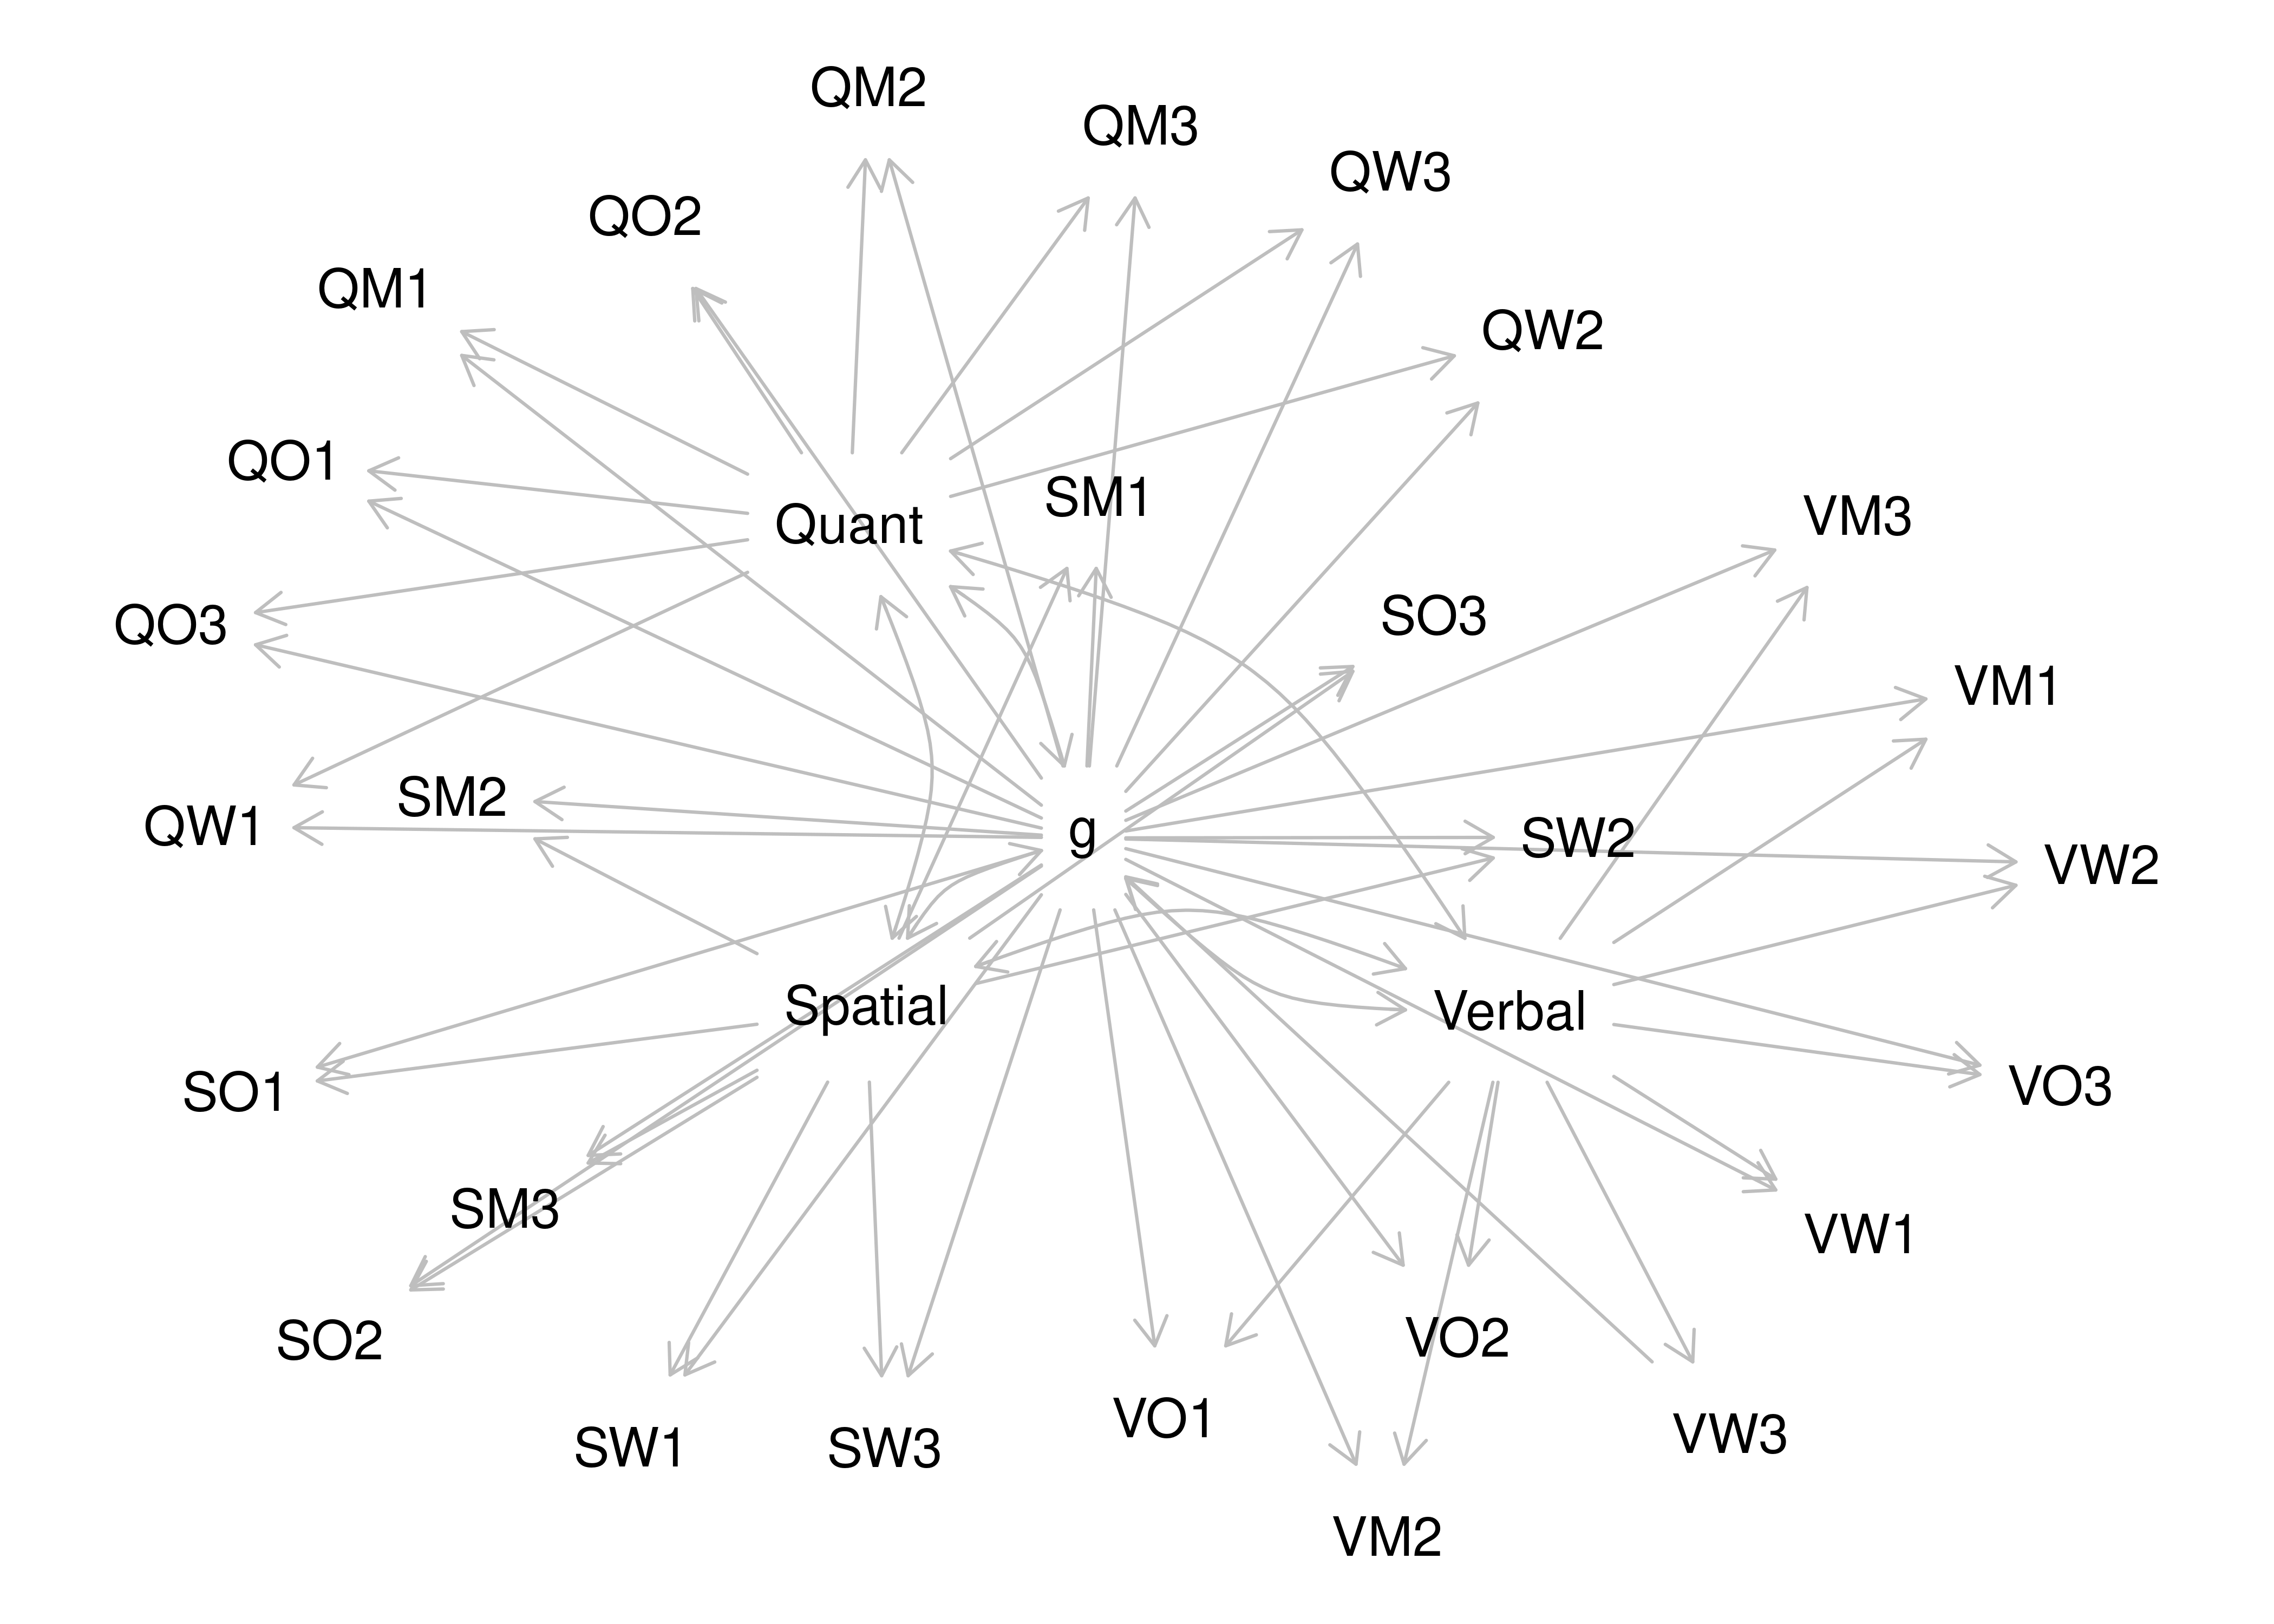 QM2
QM3
QW3
QO2
QM1
QW2
QO1
SM1
VM3
Quant
SO3
QO3
VM1
SM2
QW1
g
SW2
VW2
Spatial
Verbal
SO1
VO3
SM3
VW1
SO2
VO2
VO1
VW3
SW1
SW3
VM2